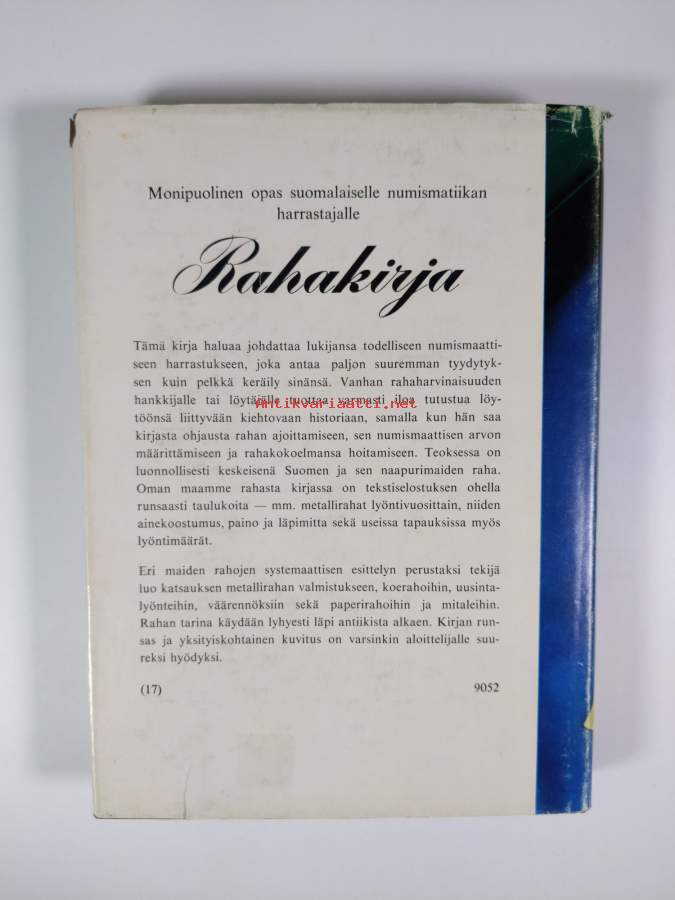 Monipuolinen opas suomalaiselle numismatiikan
harrastajalle
Rahakirja
Tämä kirja haluaa johdattaa lukijansa todelliseen numismaatti-
seen harrastukseen, joka antaa paljon suuremman tyydytyk-
sen kuin pelkkä keräily sinänsä. Vanhan rahaharvinaisuuden
hankkijalle tai löytäjälle tuottaa varmasti iloa tutustua löy-
Antikvariaatti.net
töönsä liittyvään kiehtovaan historiaan, samalla kun hän saa
kirjasta ohjausta rahan ajoittamiseen, sen numismaattisen arvon
määrittämiseen ja rahakokoelmansa hoitamiseen. Teoksessa on
luonnollisesti keskeisenä Suomen ja sen naapurimaiden raha.
Oman maamme rahasta kirjassa on tekstiselostuksen ohella
runsaasti taulukoita — mm. metallirahat lyöntivuosittain, niiden
ainekoostumus, paino ja läpimitta sekä useissa tapauksissa myös
lyöntimäärät.
Eri maiden rahojen systemaattisen esittelyn perustaksi tekijä
luo katsauksen metallirahan valmistukseen, koerahoihin, uusinta-
lyönteihin, väärennöksiin sekä paperirahoihin ja mitaleihin.
Rahan tarina käydään lyhyesti läpi antiikista alkaen. Kirjan run-
sas ja yksityiskohtainen kuvitus on varsinkin aloittelijalle suu-
reksi hyödyksi.
(17) 9052